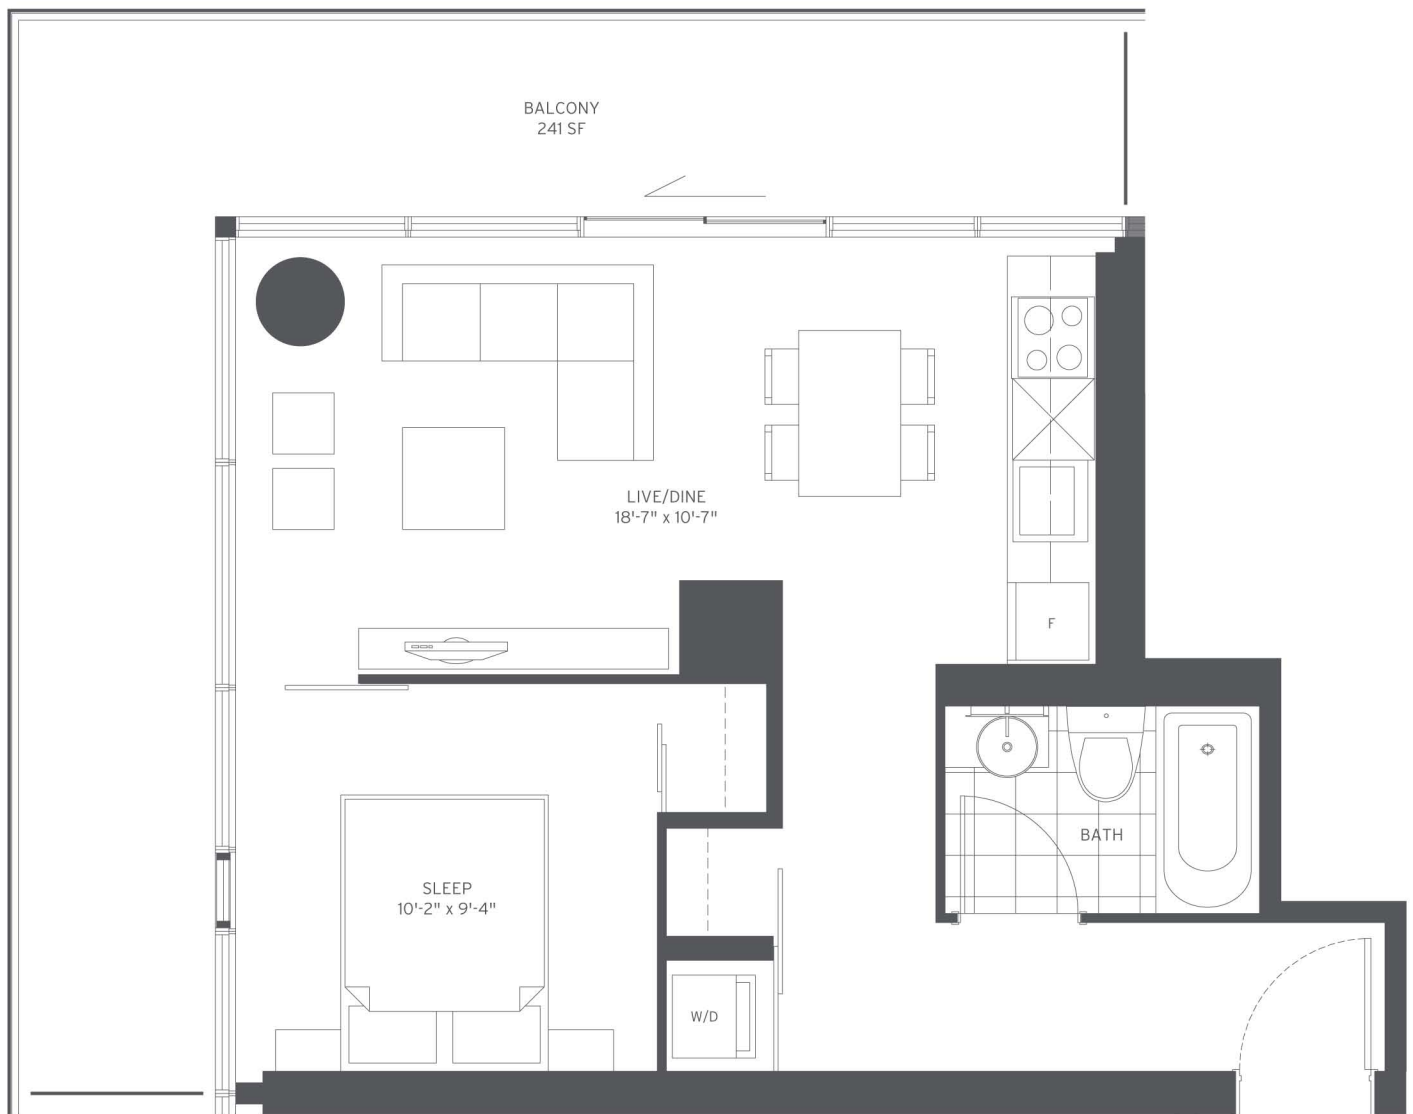 BALCONY
241 SF
LIVE/DINE
18'-7" x 10'-7"
F
BATH
SLEEP
10'-2" x 9'-4"
W/D